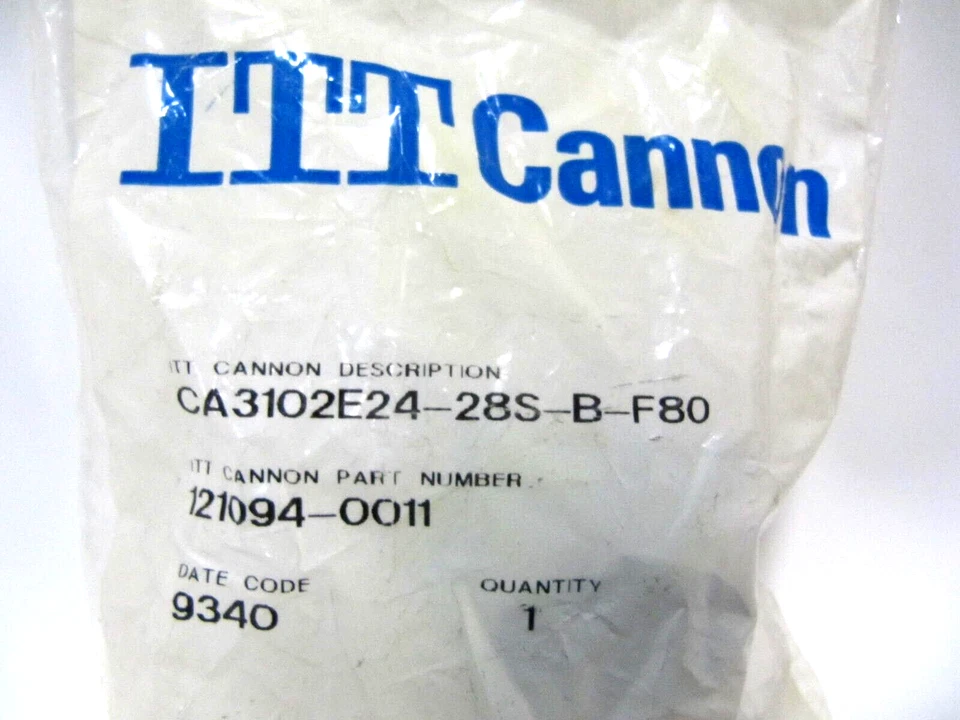 ITT Cannon
ITT CANNON DESCRIPTION
CA3102E24-28S-B-F80
ITT CANNON PART NUMBER
121094-0011
DATE CODE
9340
QUANTITY
1